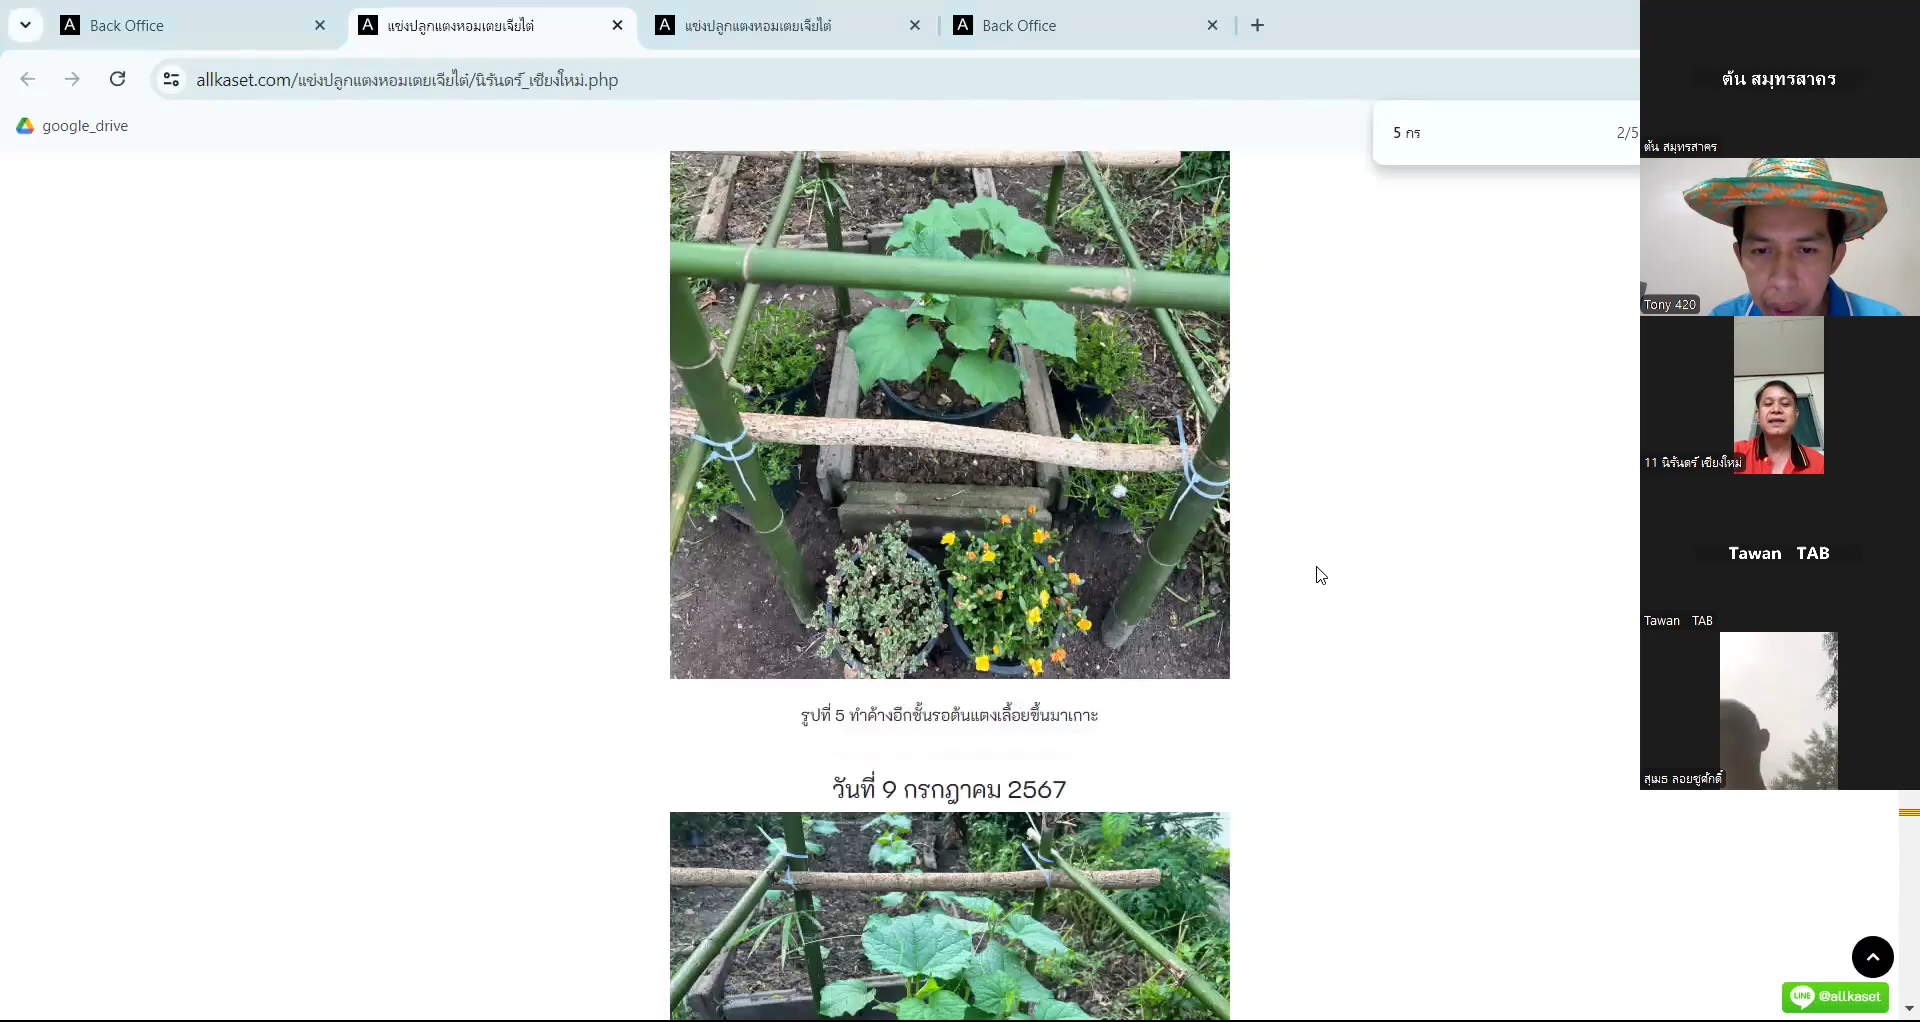 Back Office
แข่งปลูกแตงหอมเตยเจียไต๋
แข่งปลูกแตงหอมเตยเจียไต๋
Back Office
allkaset.com/แข่งปลูกแตงหอมเตยเจียไต๋/นิรันดร์_เชียงใหม่.php
google_drive
5 กร
2/5
ต้น สมุทรสาคร
ต้น สมุทรสาคร
Tony 420
11 นิรันดร์ เชียงใหม่
Tawan TAB
Tawan TAB
สุเมธ ลอยชูศักดิ์
รูปที่ 5 ทำค้างอีกชั้นรอต้นแตงเลื้อยขึ้นมาเกาะ
วันที่ 9 กรกฎาคม 2567
LINE @allkaset